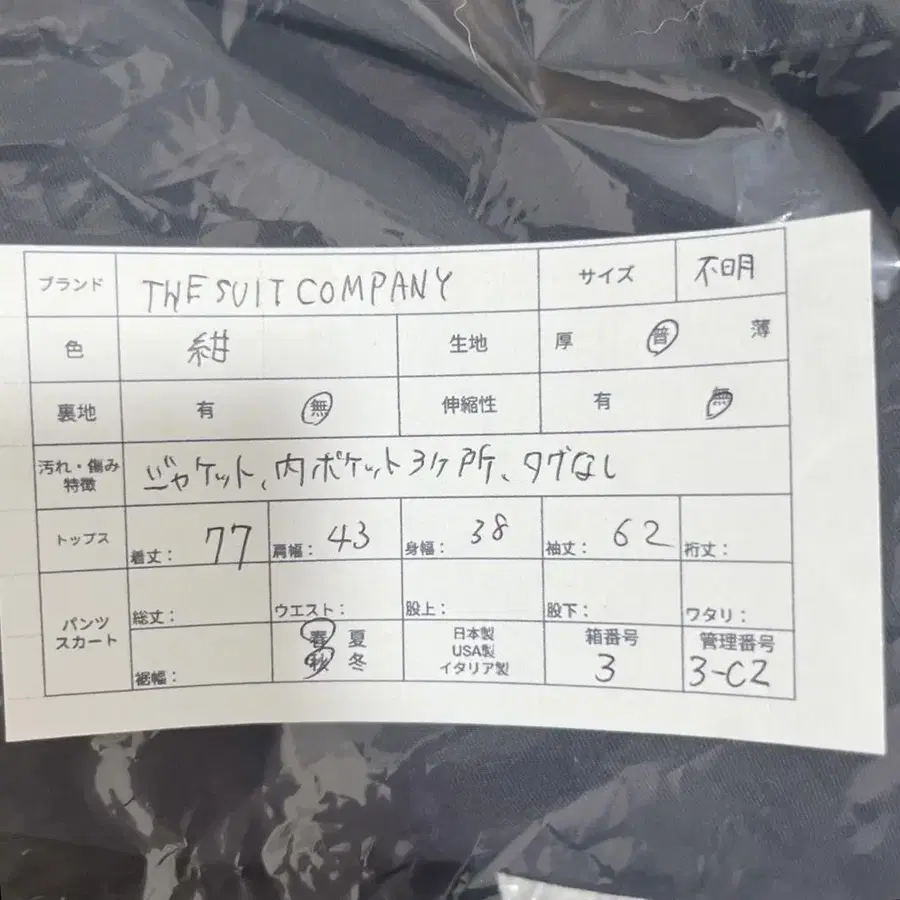 ブランド THE SUIT COMPANY サイズ 不明
色 紺 生地 厚 普 薄
裏地 有 無 伸縮性 有 無
汚れ・傷み
特徴 ジャケット、内ポケット3ヶ所、タグなし
トップス 着丈: 77 肩幅: 43 身幅: 38 袖丈: 62 裄丈:
パンツ
スカート
総丈: ウエスト: 股上: 股下: ワタリ:
裾幅:
春 夏
秋 冬
日本製
USA製
イタリア製
箱番号
3
管理番号
3-C2